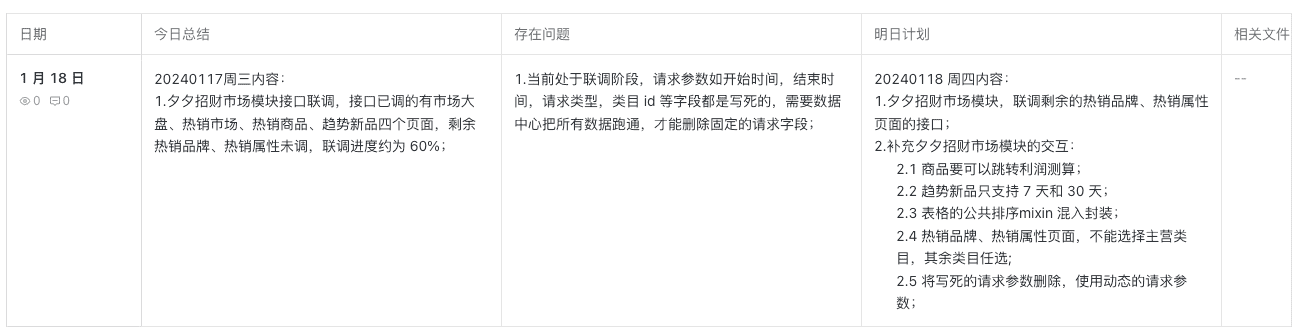 日期
今日总结
存在问题
明日计划
相关文件
1 月 18 日
0 0
20240117周三内容：
1.夕夕招财市场模块接口联调，接口已调的有市场大
盘、热销市场、热销商品、趋势新品四个页面，剩余
热销品牌、热销属性未调，联调进度约为 60%；
1.当前处于联调阶段，请求参数如开始时间，结束时
间，请求类型，类目 id 等字段都是写死的，需要数据
中心把所有数据跑通，才能删除固定的请求字段；
20240118 周四内容：
1.夕夕招财市场模块，联调剩余的热销品牌、热销属性
页面的接口；
2.补充夕夕招财市场模块的交互：
2.1 商品要可以跳转利润测算；
2.2 趋势新品只支持 7 天和 30 天；
2.3 表格的公共排序mixin 混入封装；
2.4 热销品牌、热销属性页面，不能选择主营类
目，其余类目任选;
2.5 将写死的请求参数删除，使用动态的请求参
数；
--